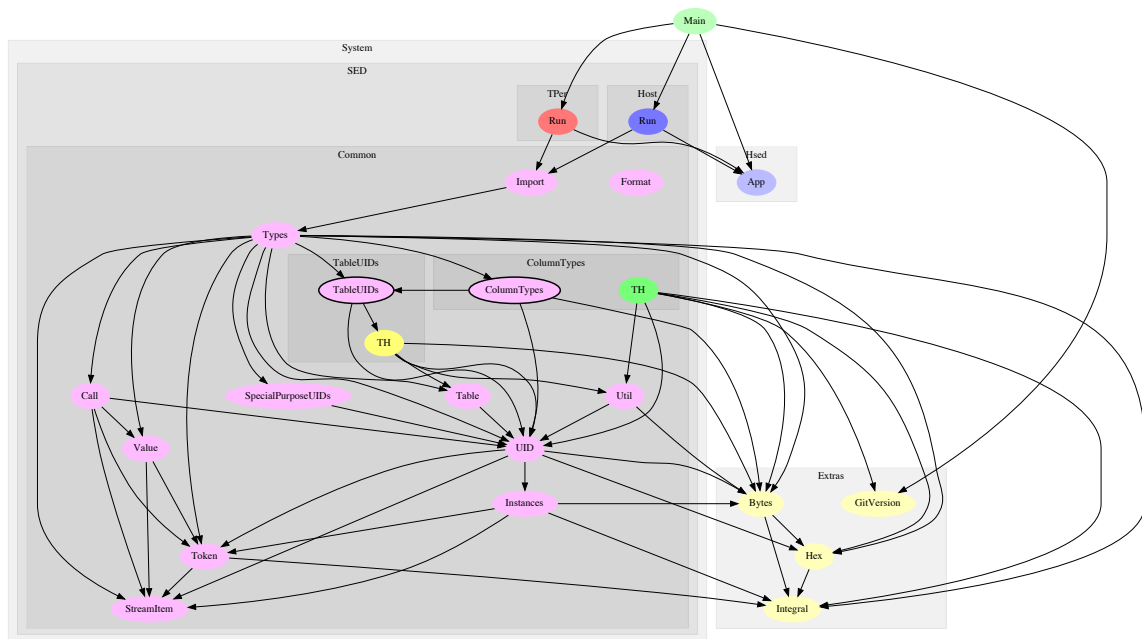 Main
System
SED
TPer
Host
Run
Run
Common
Hsed
Import
Format
App
Types
TableUIDs
ColumnTypes
TableUIDs
ColumnTypes
TH
TH
Call
SpecialPurposeUIDs
Table
Util
Value
UID
Extras
Instances
Bytes
GitVersion
Token
Hex
StreamItem
Integral